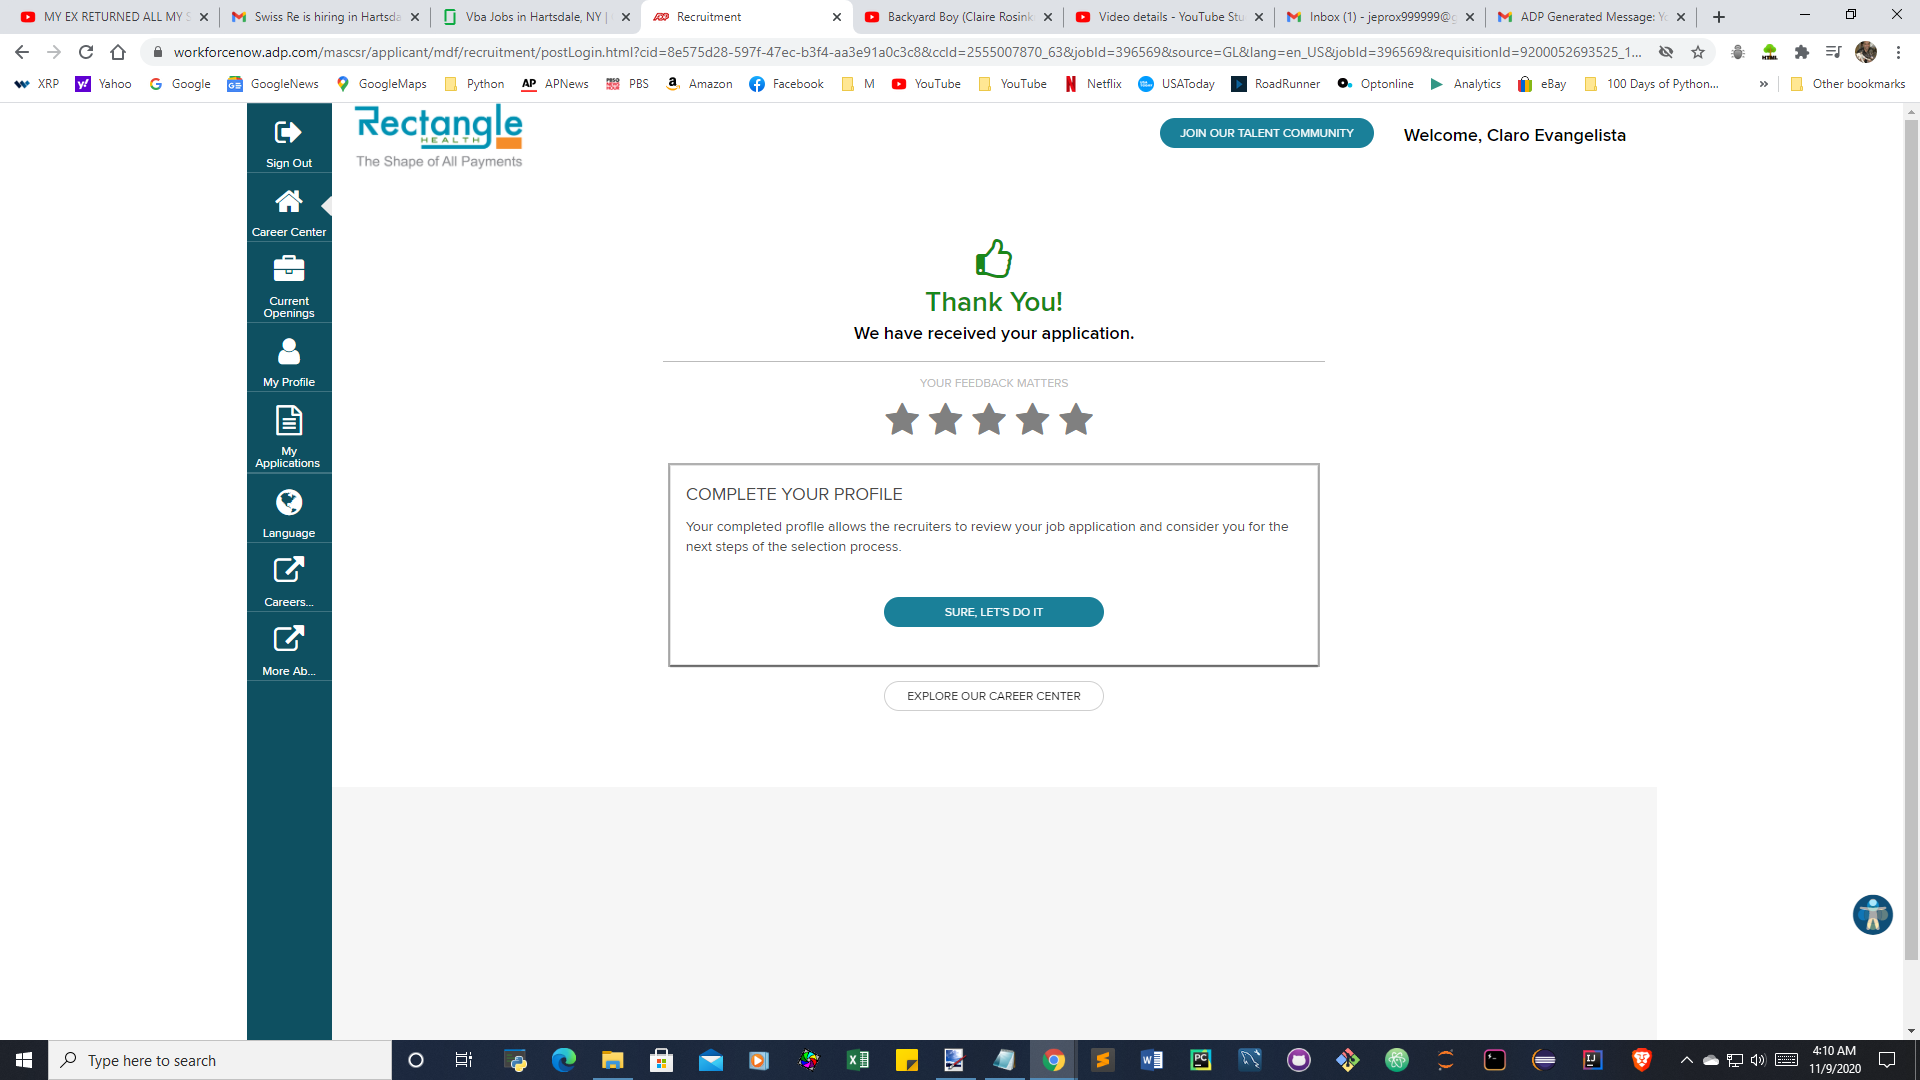 MY EX RETURNED ALL MY S
Swiss Re is hiring in Hartsda
Vba Jobs in Hartsdale, NY |
Recruitment
Backyard Boy (Claire Rosink
Video details - YouTube Stu
Inbox (1) - jeprox999999@g
ADP Generated Message: Yo
workforcenow.adp.com/mascsr/applicant/mdf/recruitment/postLogin.html?cid=8e575d28-597f-47ec-b3f4-aa3e91a0c3c8&ccId=2555007870_63&jobId=396569&source=GL&lang=en_US&jobId=396569&requisitionId=9200052693525_1...
XRP Yahoo Google GoogleNews GoogleMaps Python APNews PBS Amazon Facebook M YouTube YouTube Netflix USAToday RoadRunner Optonline Analytics eBay 100 Days of Python... » Other bookmarks
Rectangle
HEALTH
The Shape of All Payments
JOIN OUR TALENT COMMUNITY
Welcome, Claro Evangelista
Sign Out
Career Center
Current
Openings
My Profile
My
Applications
Language
Careers...
More Ab...
Thank You!
We have received your application.
YOUR FEEDBACK MATTERS
COMPLETE YOUR PROFILE
Your completed profile allows the recruiters to review your job application and consider you for the
next steps of the selection process.
SURE, LET'S DO IT
EXPLORE OUR CAREER CENTER
Type here to search
4:10 AM
11/9/2020